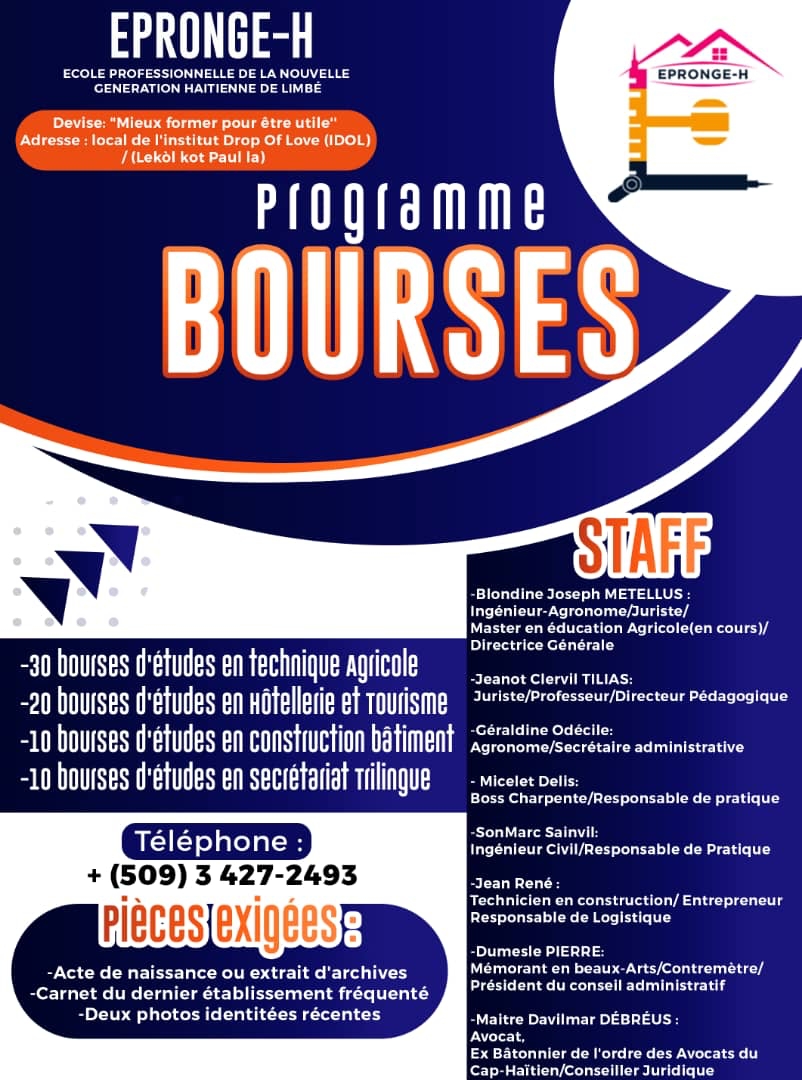 EPRONGE-H
ECOLE PROFESSIONNELLE DE LA NOUVELLE
GENERATION HAITIENNE DE LIMBÉ
Devise: "Mieux former pour être utile''
Adresse : local de l'institut Drop Of Love (IDOL)
/ (Lekòl kot Paul la)
EPRONGE-H
Programme
BOURSES
-30 bourses d'études en technique Agricole
-20 bourses d'études en Hôtellerie et Tourisme
-10 bourses d'études en construction bâtiment
-10 bourses d'études en secrétariat Trilingue
Téléphone :
+ (509) 3 427-2493
Pièces exigées :
-Acte de naissance ou extrait d'archives
-Carnet du dernier établissement fréquenté
-Deux photos identitées récentes
STAFF
-Blondine Joseph METELLUS :
Ingénieur-Agronome/Juriste/
Master en éducation Agricole(en cours)/
Directrice Générale
-Jeanot Clervil TILIAS:
Juriste/Professeur/Directeur Pédagogique
-Géraldine Odécile:
Agronome/Secrétaire administrative
- Micelet Delis:
Boss Charpente/Responsable de pratique
-SonMarc Sainvil:
Ingénieur Civil/Responsable de Pratique
-Jean René :
Technicien en construction/ Entrepreneur
Responsable de Logistique
-Dumesle PIERRE:
Mémorant en beaux-Arts/Contremètre/
Président du conseil administratif
-Maitre Davilmar DÉBRÉUS :
Avocat,
Ex Bâtonnier de l'ordre des Avocats du
Cap-Haïtien/Conseiller Juridique